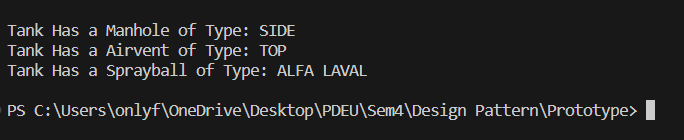 Tank Has a Manhole of Type: SIDE
Tank Has a Airvent of Type: TOP
Tank Has a Sprayball of Type: ALFA LAVAL
PS C:\Users\onlyf\OneDrive\Desktop\PDEU\Sem4\Design Pattern\Prototype>